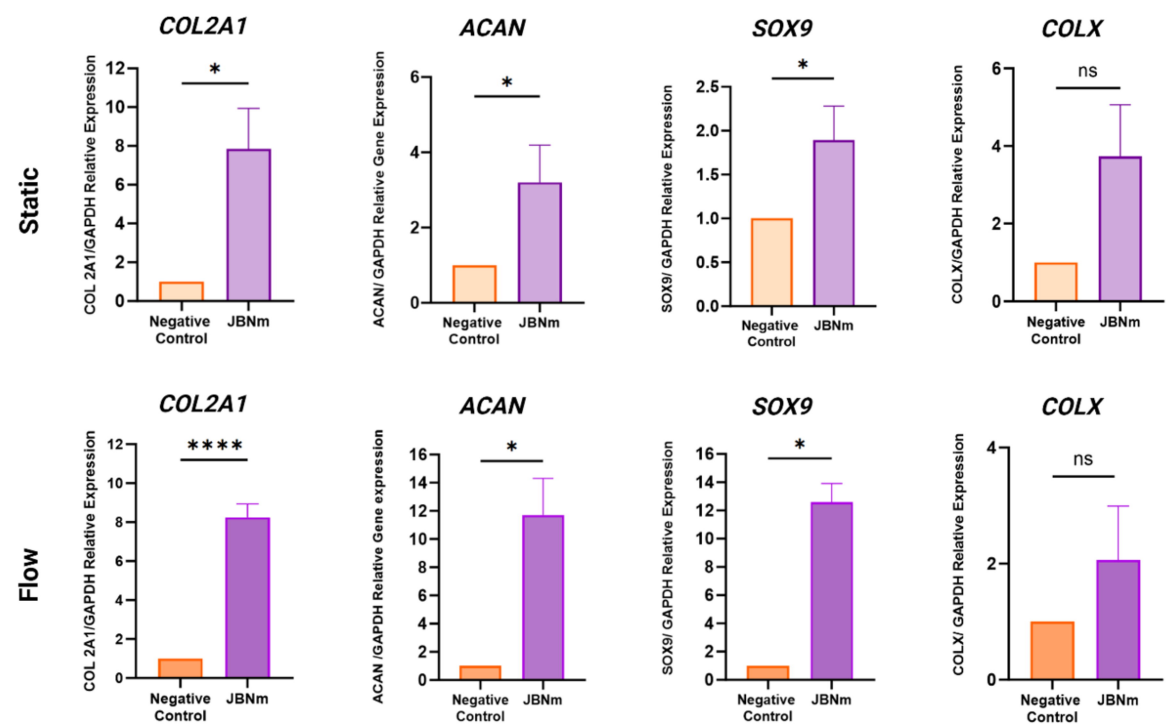 Static
COL2A1
COL 2A1/GAPDH Relative Expression
12
10
8
6
4
2
0
*
Negative
Control
JBNm
ACAN
ACAN/ GAPDH Relative Gene Expression
6
4
2
0
*
Negative
Control
JBNm
SOX9
SOX9/ GAPDH Relative Expression
2.5
2.0
1.5
1.0
0.5
0.0
*
Negative
Control
JBNm
COLX
COLX/GAPDH Relative Expression
6
4
2
0
ns
Negative
Control
JBNm
Flow
COL2A1
COL 2A1/GAPDH Relative Expression
12
10
8
6
4
2
0
****
Negative
Control
JBNm
ACAN
ACAN /GAPDH Relative Gene expression
16
14
12
10
8
6
4
2
0
*
Negative
Control
JBNm
SOX9
SOX9/ GAPDH Relative Expression
16
14
12
10
8
6
4
2
0
*
Negative
Control
JBNm
COLX
COLX/ GAPDH Relative Expression
4
2
0
ns
Negative
Control
JBNm